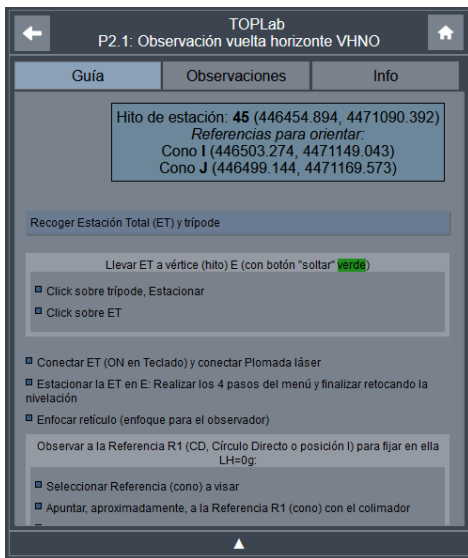 TOPLab
P2.1: Observación vuelta horizonte VHNO
Guía
Observaciones
Info
Hito de estación: 45 (446454.894, 4471090.392)
Referencias para orientar:
Cono I (446503.274, 4471149.043)
Cono J (446499.144, 4471169.573)
Recoger Estación Total (ET) y trípode
Llevar ET a vértice (hito) E (con botón "soltar" verde)
Click sobre trípode, Estacionar
Click sobre ET
Conectar ET (ON en Teclado) y conectar Plomada láser
Estacionar la ET en E: Realizar los 4 pasos del menú y finalizar retocando la
nivelación
Enfocar retículo (enfoque para el observador)
Observar a la Referencia R1 (CD, Círculo Directo o posición I) para fijar en ella
LH=0g:
Seleccionar Referencia (cono) a visar
Apuntar, aproximadamente, a la Referencia R1 (cono) con el colimador